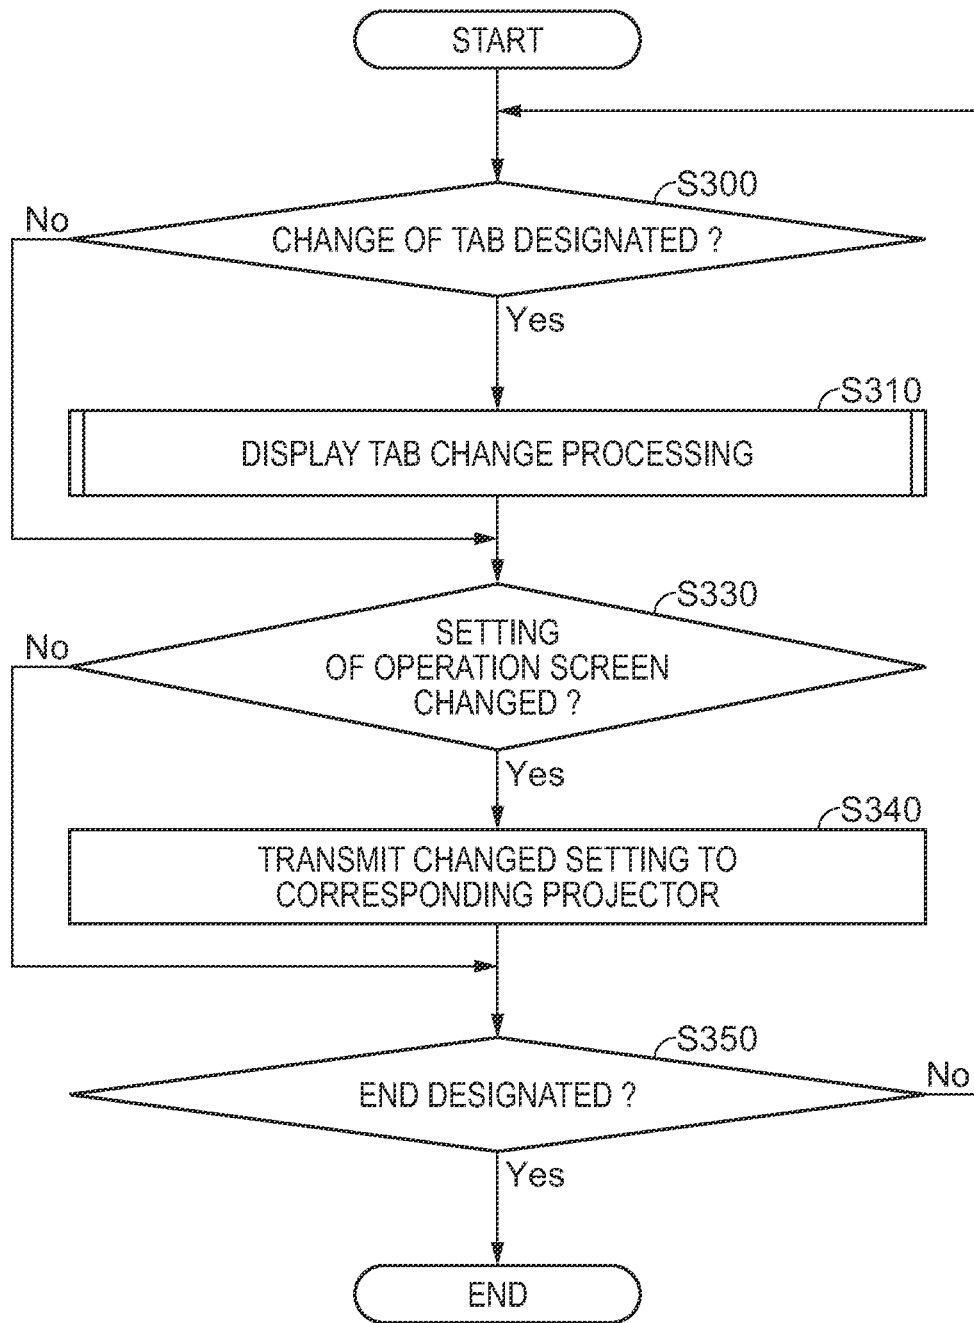 START
S300
No
CHANGE OF TAB DESIGNATED ?
Yes
S310
DISPLAY TAB CHANGE PROCESSING
S330
No
SETTING
OF OPERATION SCREEN
CHANGED ?
Yes
S340
TRANSMIT CHANGED SETTING TO
CORRESPONDING PROJECTOR
S350
No
END DESIGNATED ?
Yes
END